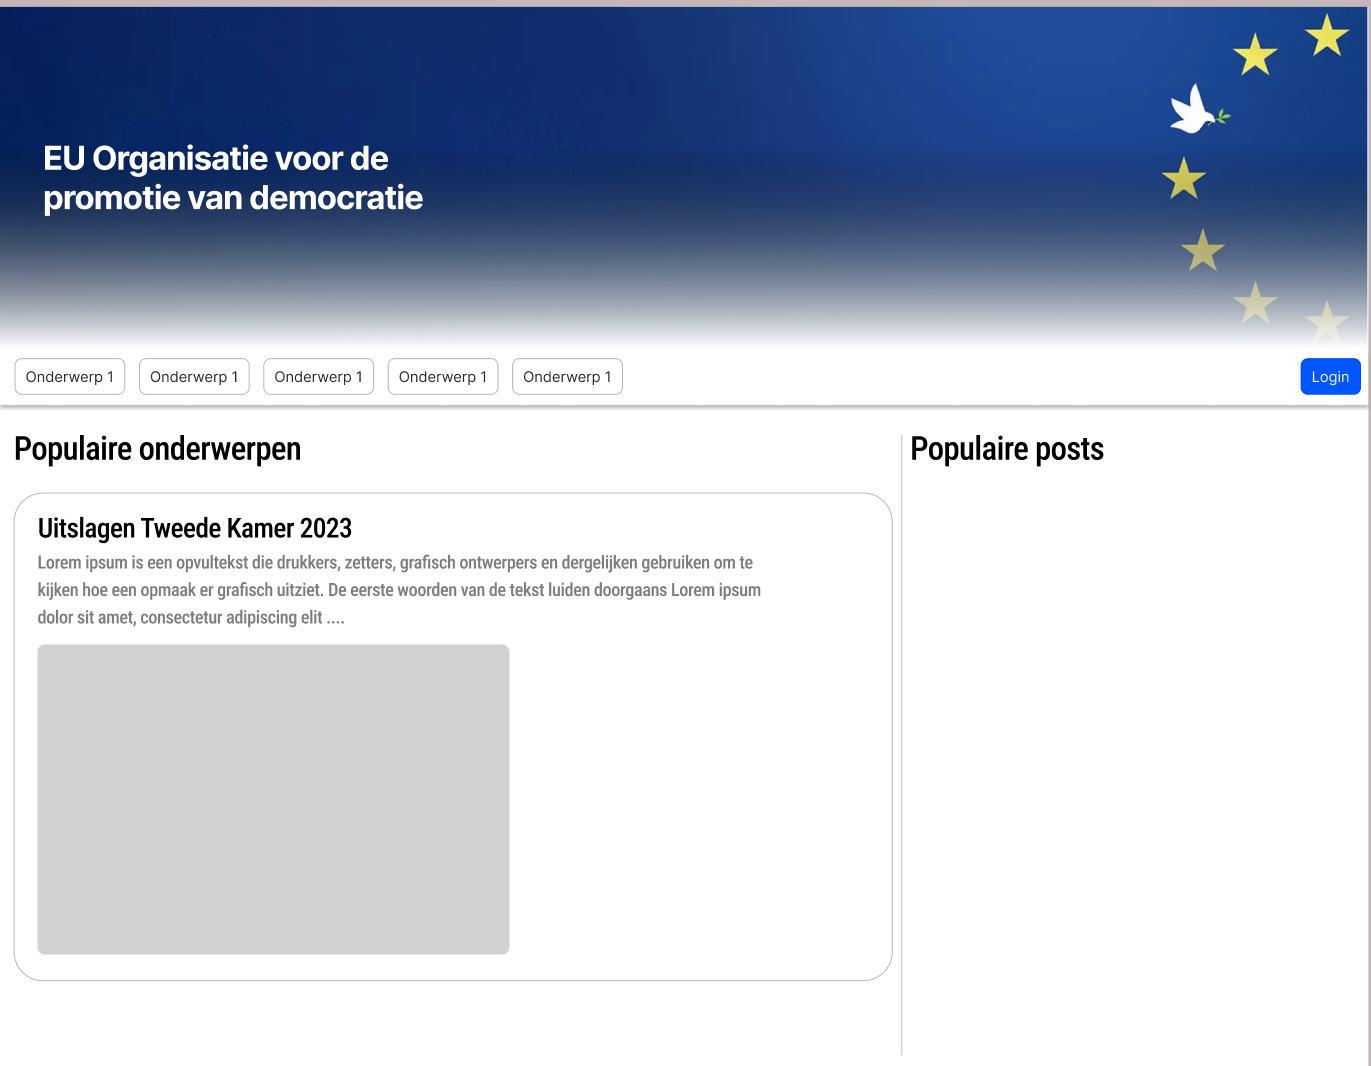 EU Organisatie voor de
promotie van democratie
Onderwerp 1
Onderwerp 1
Onderwerp 1
Onderwerp 1
Onderwerp 1
Login
Populaire onderwerpen
Uitslagen Tweede Kamer 2023
Lorem ipsum is een opvultekst die drukkers, zetters, grafisch ontwerpers en dergelijken gebruiken om te
kijken hoe een opmaak er grafisch uitziet. De eerste woorden van de tekst luiden doorgaans Lorem ipsum
dolor sit amet, consectetur adipiscing elit ....
Populaire posts